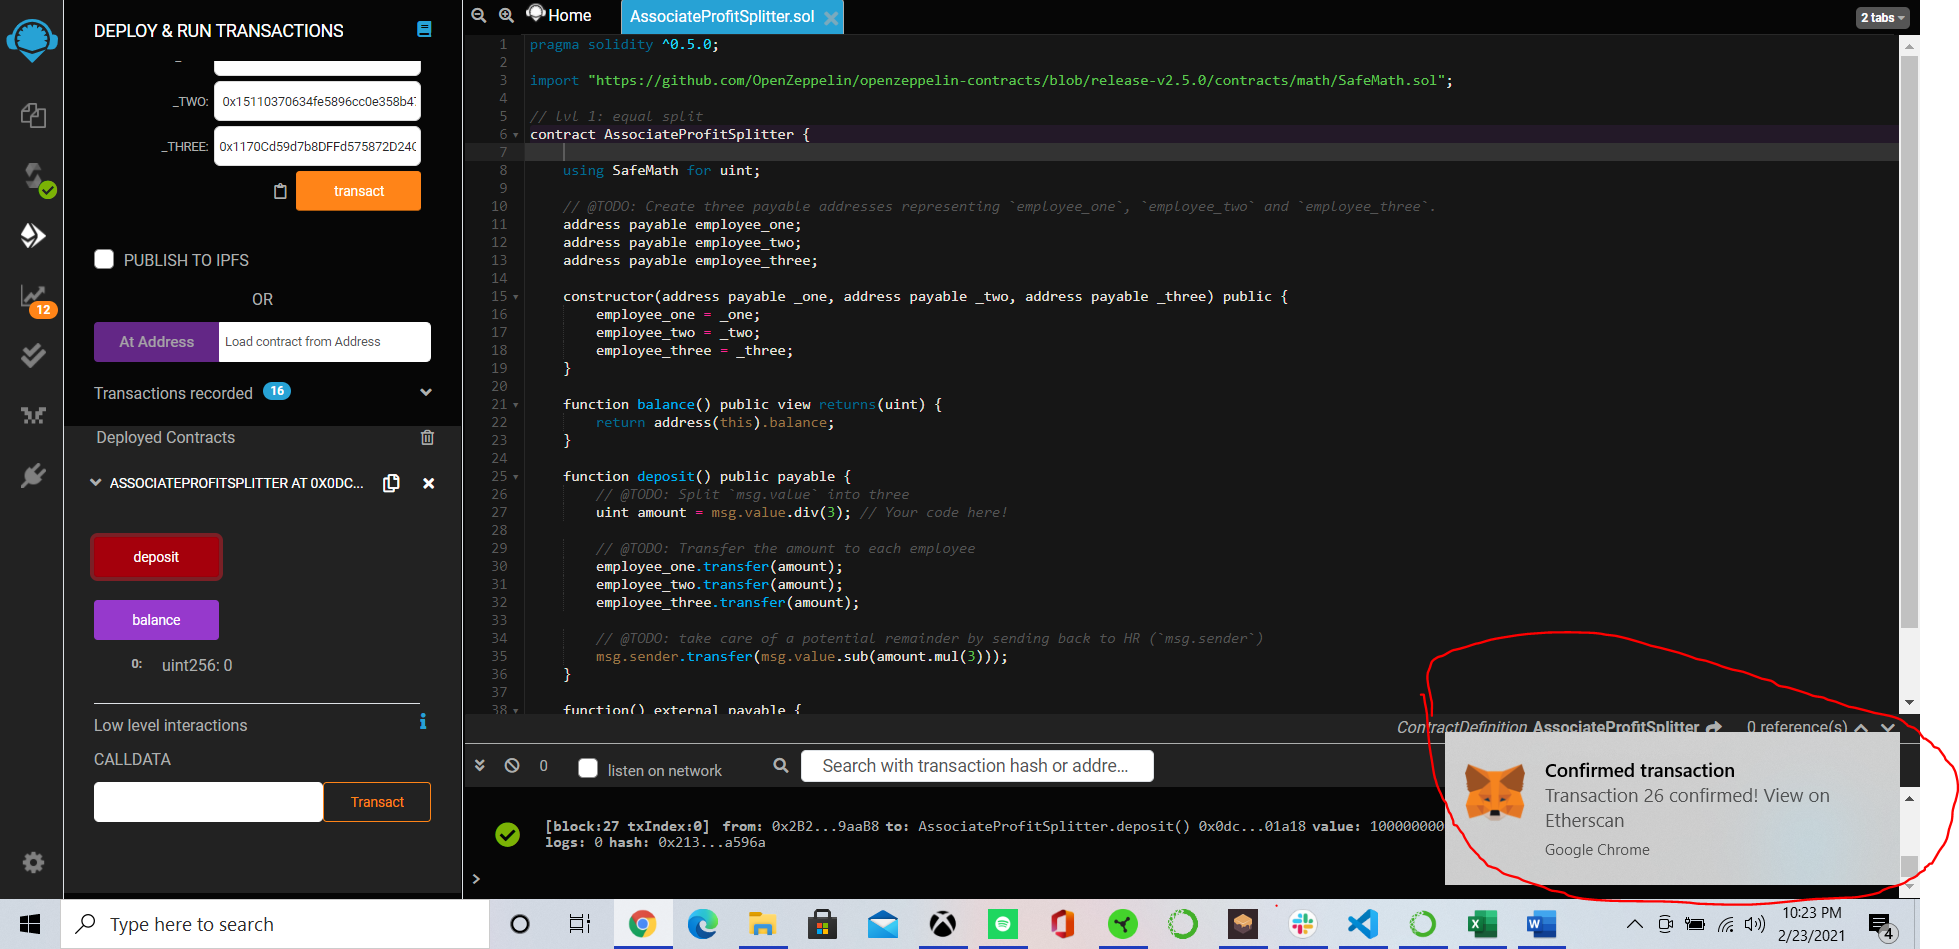 DEPLOY & RUN TRANSACTIONS
_TWO: 0x15110370634fe5896cc0e358b4
_THREE: 0x1170Cd59d7b8DFFd575872D24
transact
PUBLISH TO IPFS
OR
At Address Load contract from Address
Transactions recorded 16
Deployed Contracts
ASSOCIATEPROFITSPLITTER AT 0X0DC...
deposit
balance
0: uint256: 0
Low level interactions
CALLDATA
Transact
12
Home
AssociateProfitSplitter.sol
2 tabs
1 pragma solidity ^0.5.0;
2
3 import "https://github.com/OpenZeppelin/openzeppelin-contracts/blob/release-v2.5.0/contracts/math/SafeMath.sol";
4
5 // lvl 1: equal split
6 contract AssociateProfitSplitter {
7
8 using SafeMath for uint;
9
10 // @TODO: Create three payable addresses representing `employee_one`, `employee_two` and `employee_three`.
11 address payable employee_one;
12 address payable employee_two;
13 address payable employee_three;
14
15 constructor(address payable _one, address payable _two, address payable _three) public {
16 employee_one = _one;
17 employee_two = _two;
18 employee_three = _three;
19 }
20
21 function balance() public view returns(uint) {
22 return address(this).balance;
23 }
24
25 function deposit() public payable {
26 // @TODO: Split `msg.value` into three
27 uint amount = msg.value.div(3); // Your code here!
28
29 // @TODO: Transfer the amount to each employee
30 employee_one.transfer(amount);
31 employee_two.transfer(amount);
32 employee_three.transfer(amount);
33
34 // @TODO: take care of a potential remainder by sending back to HR (`msg.sender`)
35 msg.sender.transfer(msg.value.sub(amount.mul(3)));
36 }
37
38 function() external payable {
ContractDefinition AssociateProfitSplitter 0 reference(s)
0 listen on network Search with transaction hash or addre...
[block:27 txIndex:0] from: 0x2B2...9aaB8 to: AssociateProfitSplitter.deposit() 0x0dc...01a18 value: 100000000
logs: 0 hash: 0x213...a596a
>
Confirmed transaction
Transaction 26 confirmed! View on
Etherscan
Google Chrome
Type here to search
10:23 PM
2/23/2021
4